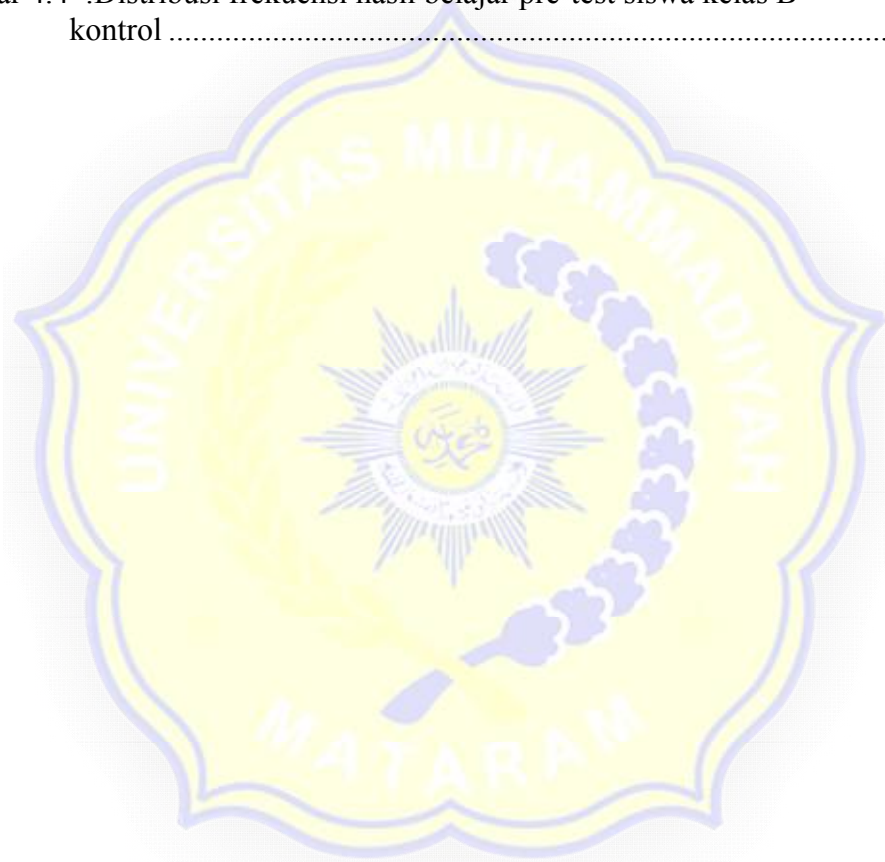 ar 4.4 .Distribusi frekuensi hasil belajar pre-test siswa kelas B
kontrol ..........................................................................................
UNIVERSITAS MUHAMMADIYAH
MATARAM